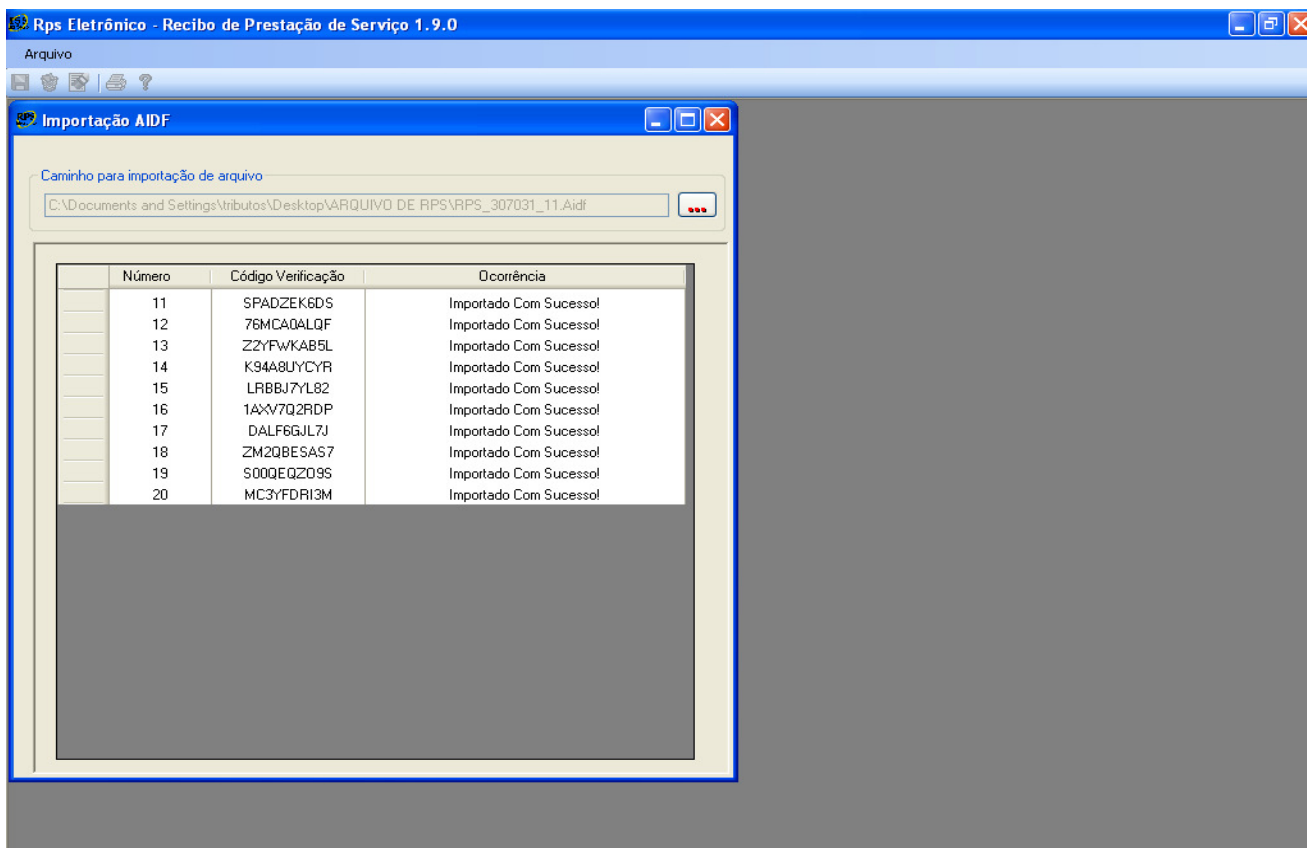 Rps Eletrônico - Recibo de Prestação de Serviço 1.9.0
Arquivo
Importação AIDF
Caminho para importação de arquivo
C:\Documents and Settings\tributos\Desktop\ARQUIVO DE RPS\RPS_307031_11.Aidf ...
Número Código Verificação Ocorrência
11 SPADZEK6DS Importado Com Sucesso!
12 76MCA0ALQF Importado Com Sucesso!
13 Z2YFWKAB5L Importado Com Sucesso!
14 K94A8UYCYR Importado Com Sucesso!
15 LRBBJ7YL82 Importado Com Sucesso!
16 1AXV7Q2RDP Importado Com Sucesso!
17 DALF6GJL7J Importado Com Sucesso!
18 ZM2QBESAS7 Importado Com Sucesso!
19 S00QEQZO9S Importado Com Sucesso!
20 MC3YFDRI3M Importado Com Sucesso!